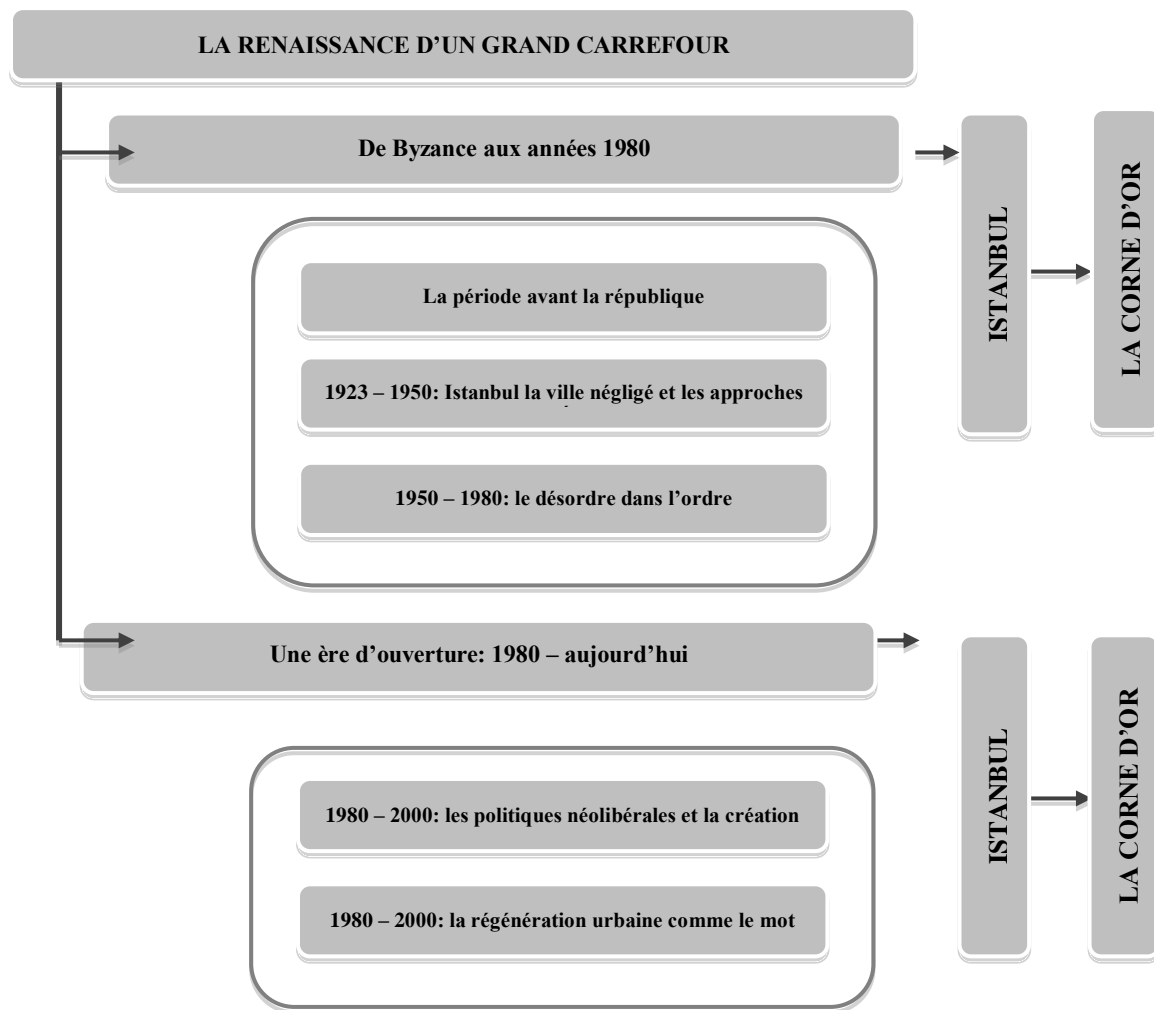 LA RENAISSANCE D’UN GRAND CARREFOUR
De Byzance aux années 1980
ISTANBUL
LA CORNE D’OR
La période avant la république
1923 – 1950: Istanbul la ville négligé et les approches
1950 – 1980: le désordre dans l’ordre
Une ère d’ouverture: 1980 – aujourd’hui
ISTANBUL
LA CORNE D’OR
1980 – 2000: les politiques néolibérales et la création
1980 – 2000: la régénération urbaine comme le mot